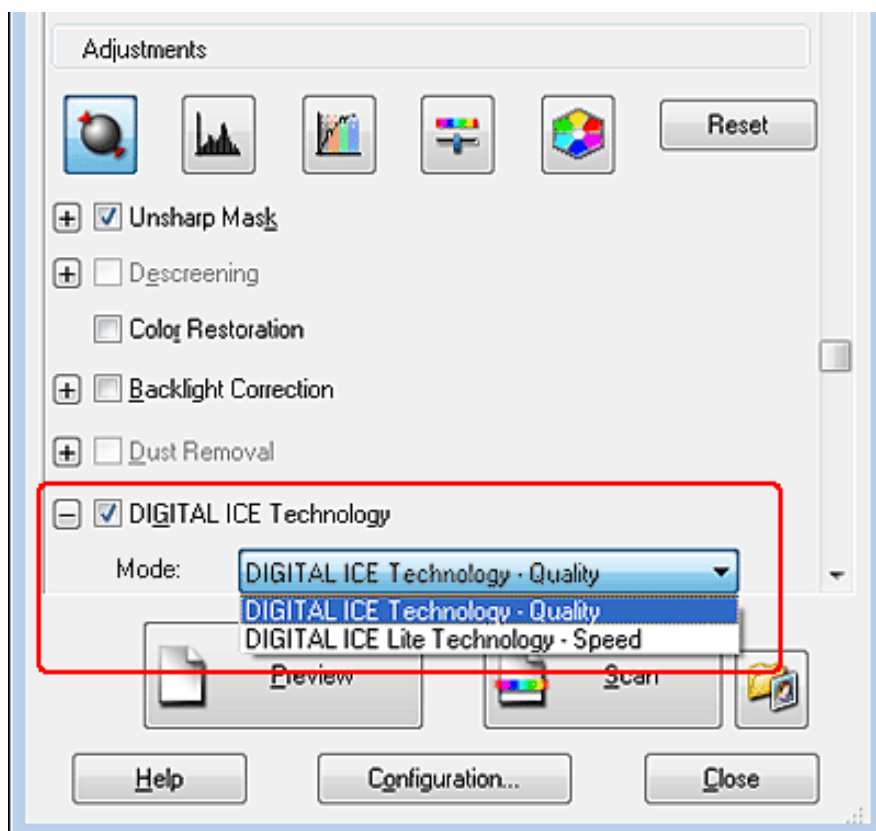 Adjustments
Reset
Unsharp Mask
Descreening
Color Restoration
Backlight Correction
Dust Removal
DIGITAL ICE Technology
Mode: DIGITAL ICE Technology - Quality
DIGITAL ICE Technology - Quality
DIGITAL ICE Lite Technology - Speed
Preview Scan
Help Configuration... Close